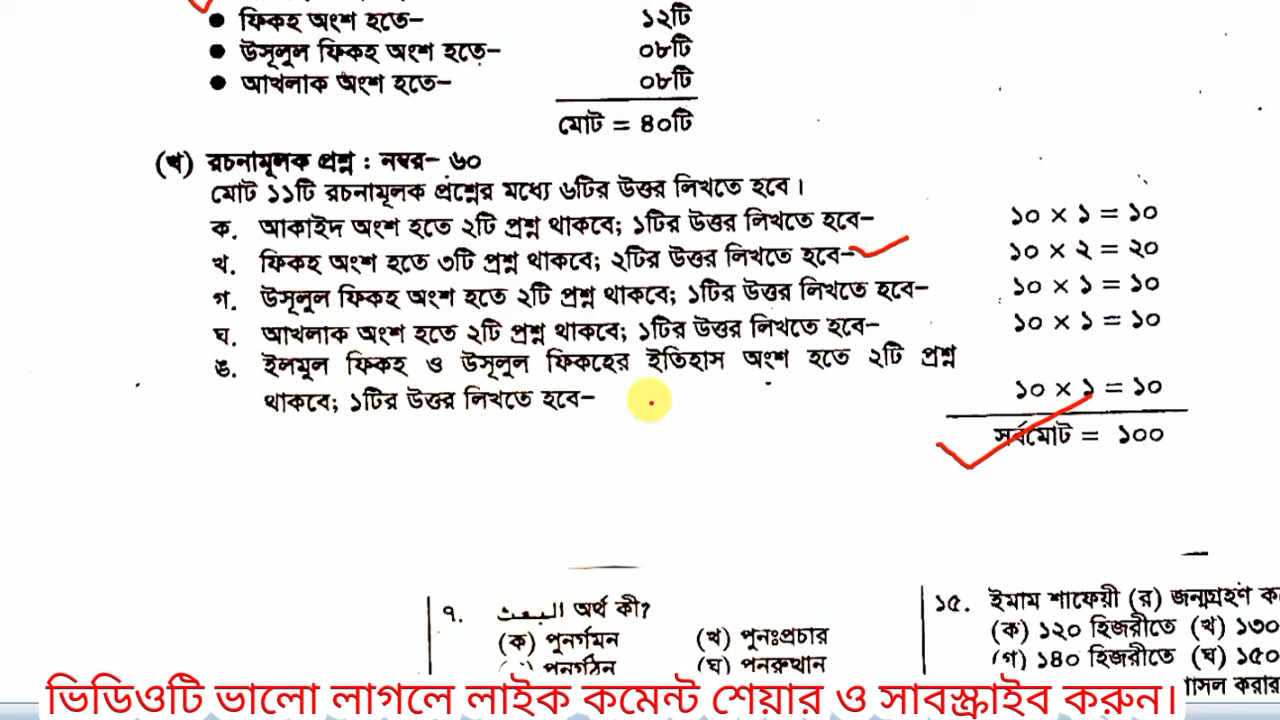 ● ফিকহ অংশ হতে– ১২টি
● উসূলুল ফিকহ অংশ হতে– ০৮টি
● আখলাক অংশ হতে– ০৮টি
মোট = ৪০টি
(খ) রচনামূলক প্রশ্ন : নম্বর– ৬০
মোট ১১টি রচনামূলক প্রশ্নের মধ্যে ৬টির উত্তর লিখতে হবে।
ক. আকাইদ অংশ হতে ২টি প্রশ্ন থাকবে; ১টির উত্তর লিখতে হবে– ১০ × ১ = ১০
খ. ফিকহ অংশ হতে ৩টি প্রশ্ন থাকবে; ২টির উত্তর লিখতে হবে– ১০ × ২ = ২০
গ. উসূলুল ফিকহ অংশ হতে ২টি প্রশ্ন থাকবে; ১টির উত্তর লিখতে হবে– ১০ × ১ = ১০
ঘ. আখলাক অংশ হতে ২টি প্রশ্ন থাকবে; ১টির উত্তর লিখতে হবে– ১০ × ১ = ১০
ঙ. ইলমুল ফিকহ ও উসূলুল ফিকহের ইতিহাস অংশ হতে ২টি প্রশ্ন
থাকবে; ১টির উত্তর লিখতে হবে– ১০ × ১ = ১০
সর্বমোট = ১০০
৭. البعث অর্থ কী?
(ক) পুনর্গমন (খ) পুনঃপ্রচার
পুনর্গঠন (ঘ) পুনরুত্থান
১৫. ইমাম শাফেয়ী (র) জন্মগ্রহণ
(ক) ১২০ হিজরীতে (খ) ১৩০
(গ) ১৪০ হিজরীতে (ঘ) ১৫০
ভিডিওটি ভালো লাগলে লাইক কমেন্ট শেয়ার ও সাবস্ক্রাইব করুন।